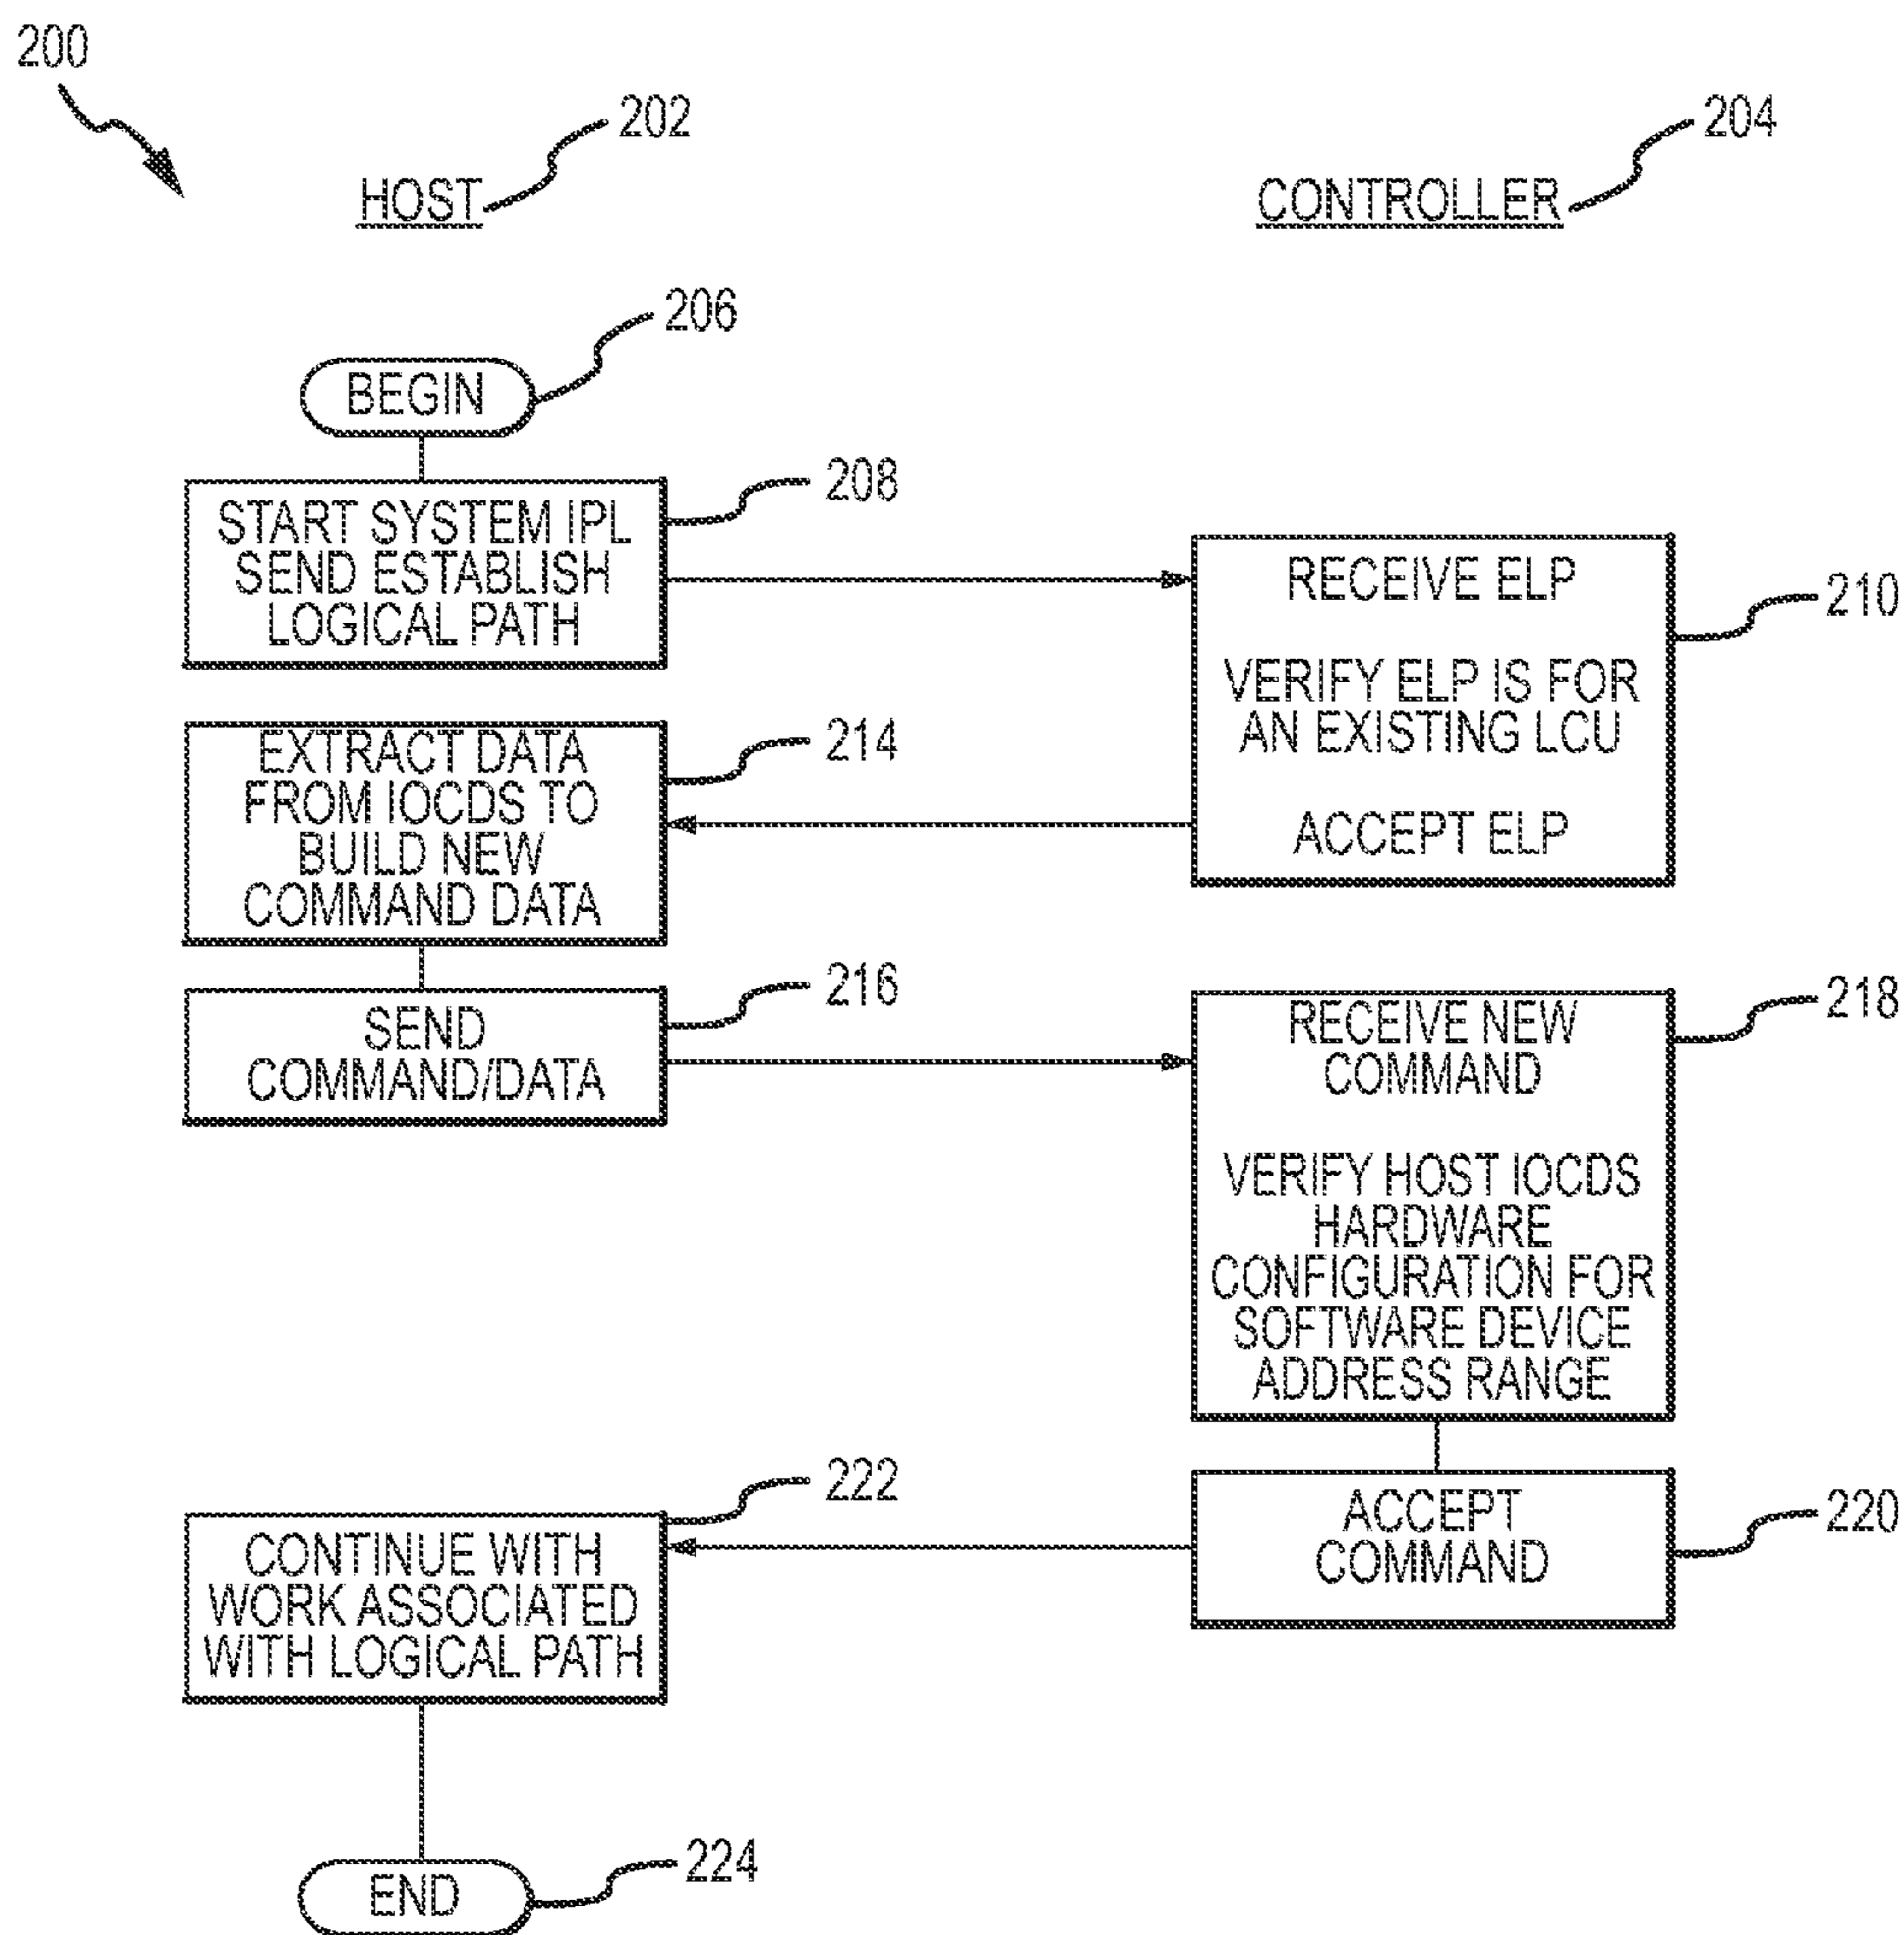 200
202
HOST
204
CONTROLLER
206
BEGIN
208
START SYSTEM IPL
SEND ESTABLISH
LOGICAL PATH
210
RECEIVE ELP
VERIFY ELP IS FOR
AN EXISTING LCU
ACCEPT ELP
214
EXTRACT DATA
FROM IOCDS TO
BUILD NEW
COMMAND DATA
216
SEND
COMMAND/DATA
218
RECEIVE NEW
COMMAND
VERIFY HOST IOCDS
HARDWARE
CONFIGURATION FOR
SOFTWARE DEVICE
ADDRESS RANGE
220
ACCEPT
COMMAND
222
CONTINUE WITH
WORK ASSOCIATED
WITH LOGICAL PATH
224
END